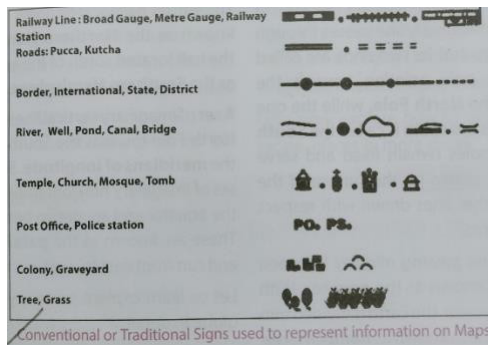 Railway Line : Broad Gauge, Metre Gauge, Railway
Station
Roads: Pucca, Kutcha
Border, International, State, District
River, Well, Pond, Canal, Bridge
Temple, Church, Mosque, Tomb
Post Office, Police station
PO. PS.
Colony, Graveyard
Tree, Grass
Conventional or Traditional Signs used to represent information on Maps